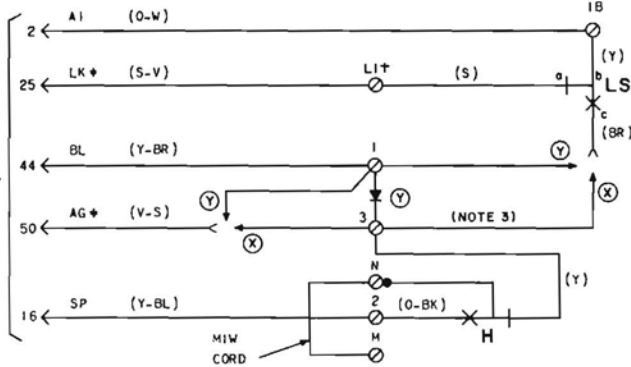 2 A1 (O-W) 1B
(Y)
25 LK♦ (S-V) L1† (S) a b LS
c
(BR)
44 BL (Y-BR) 1 Y
Y Y X
50 AG♦ (V-S) X 3 (NOTE 3)
N (Y)
16 SP (Y-BL) 2 (O-BK) H
M1W
CORD
M